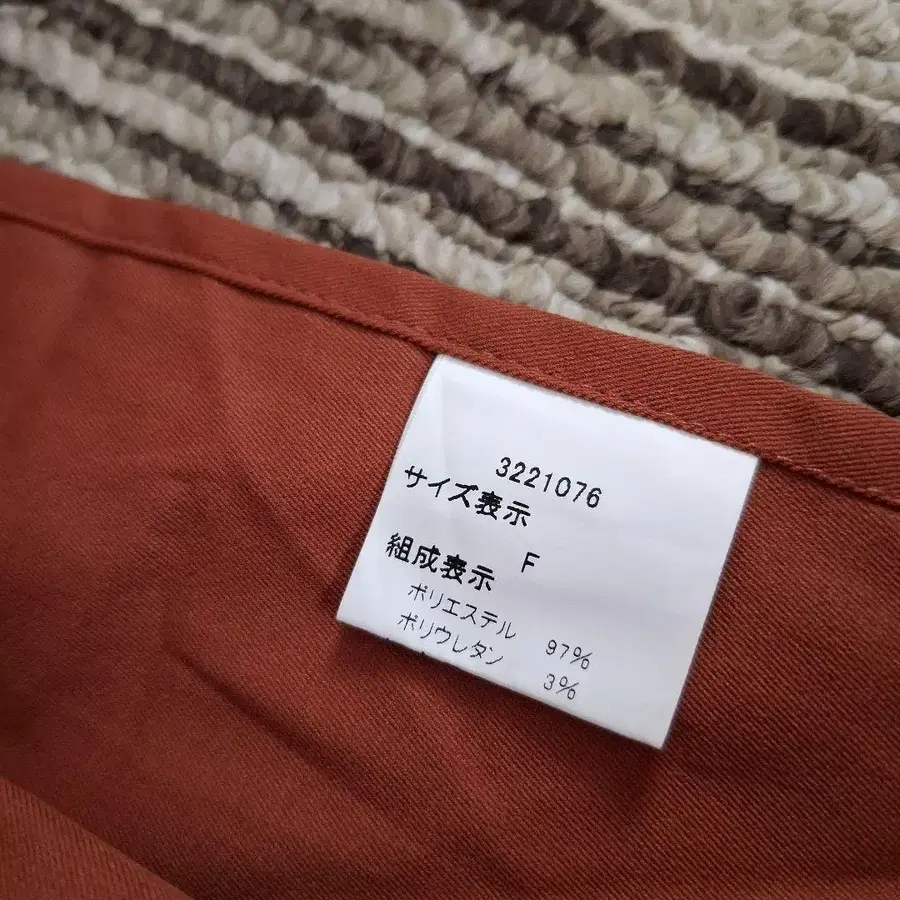 3221076
サイズ表示
F
組成表示
ポリエステル 97%
ポリウレタン 3%